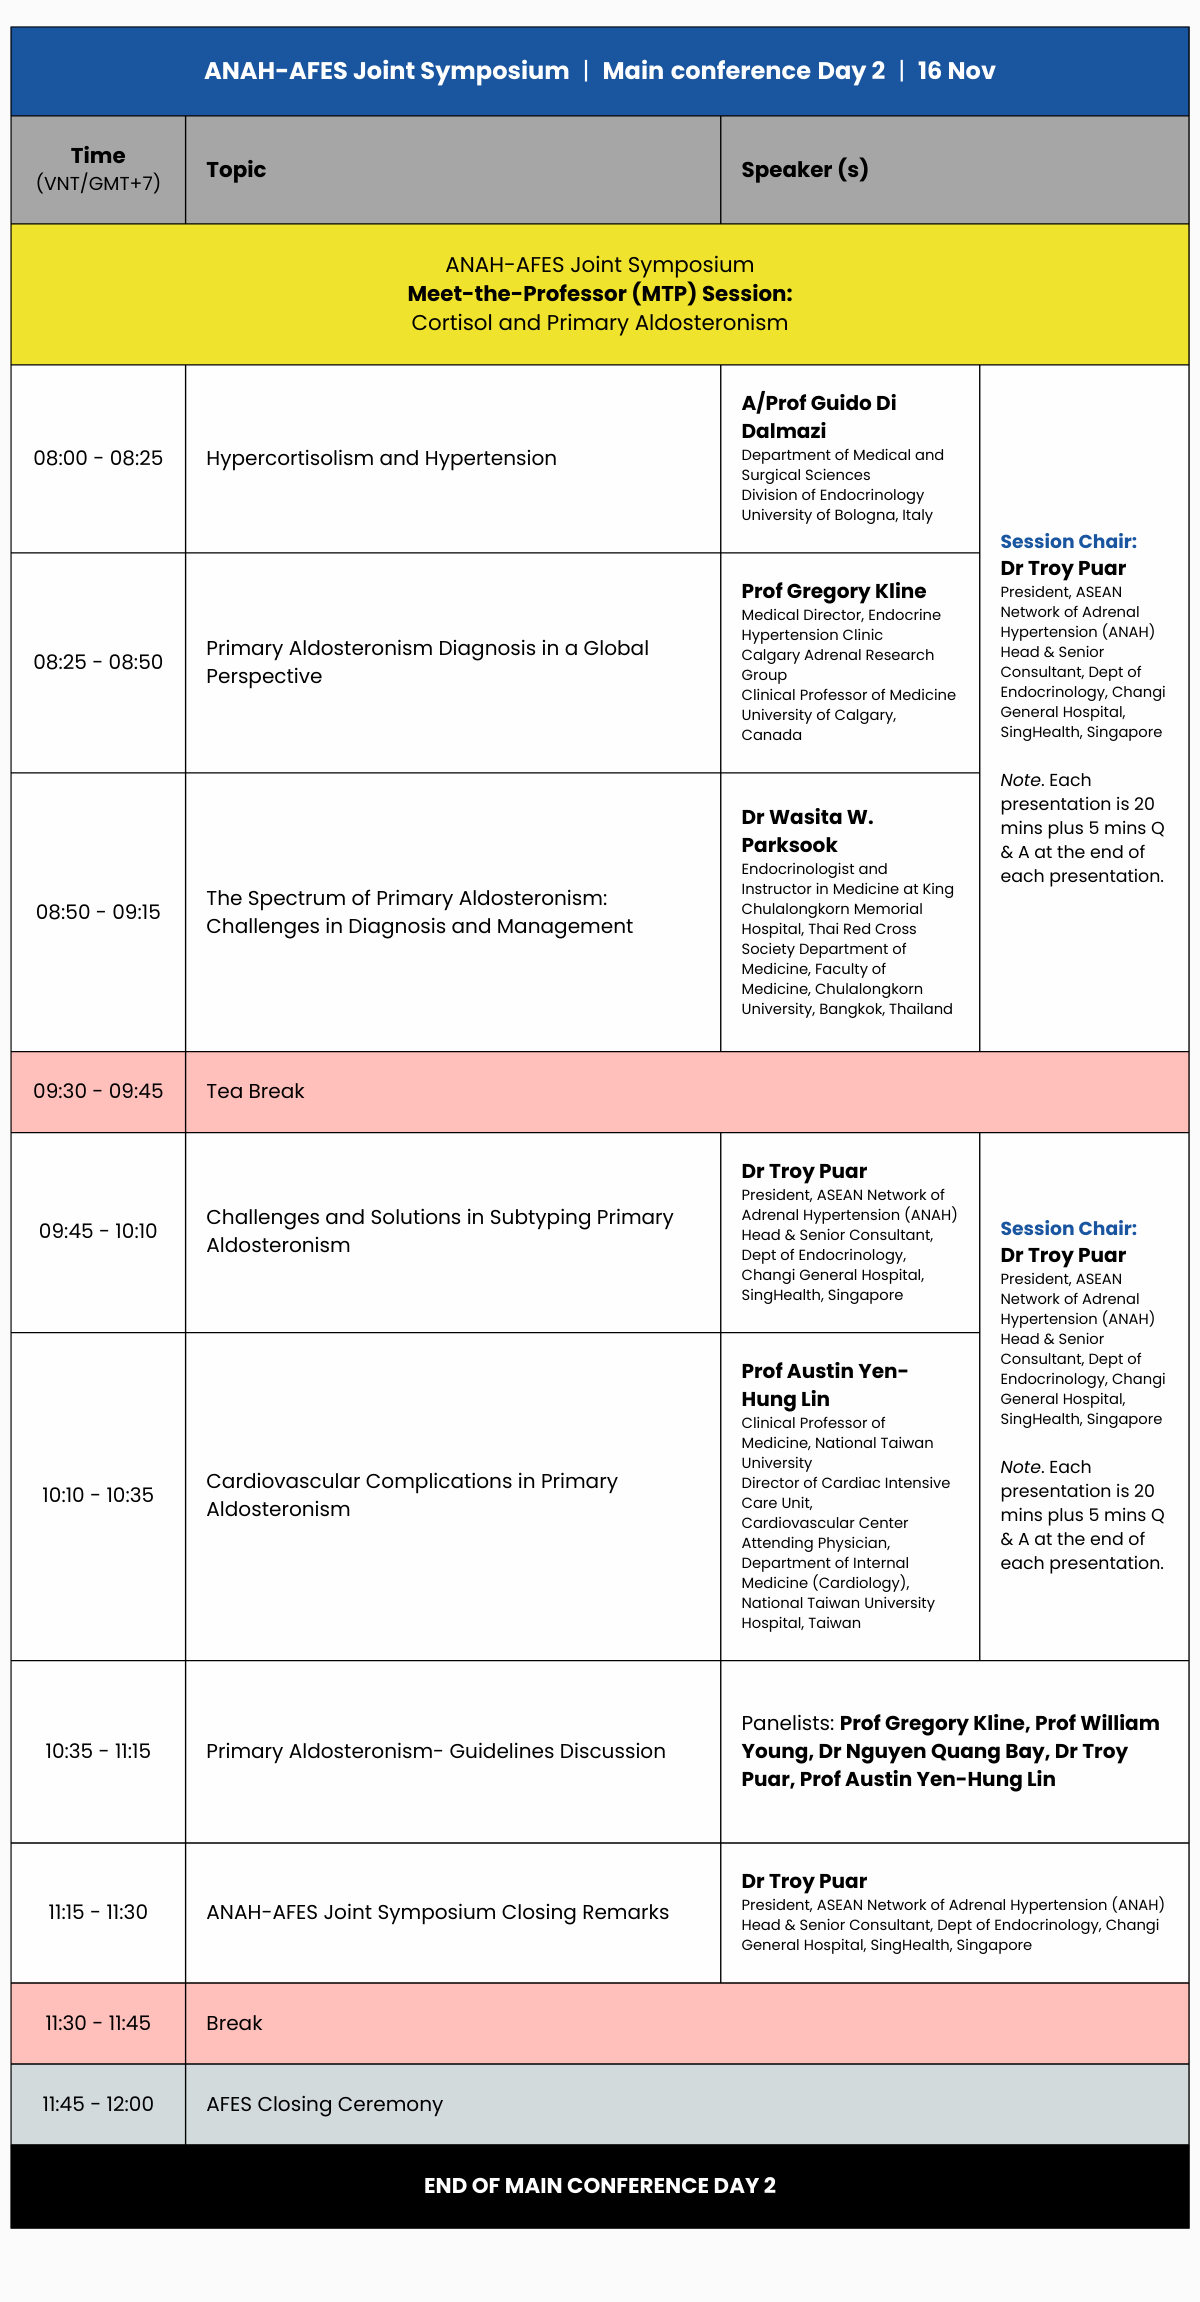 ANAH-AFES Joint Symposium | Main conference Day 2 | 16 Nov
Time
(VNT/GMT+7)
Topic
Speaker (s)
ANAH-AFES Joint Symposium
Meet-the-Professor (MTP) Session:
Cortisol and Primary Aldosteronism
08:00 - 08:25
Hypercortisolism and Hypertension
A/Prof Guido Di
Dalmazi
Department of Medical and
Surgical Sciences
Division of Endocrinology
University of Bologna, Italy
Session Chair:
Dr Troy Puar
President, ASEAN
Network of Adrenal
Hypertension (ANAH)
Head & Senior
Consultant, Dept of
Endocrinology, Changi
General Hospital,
SingHealth, Singapore
Note. Each
presentation is 20
mins plus 5 mins Q
& A at the end of
each presentation.
08:25 - 08:50
Primary Aldosteronism Diagnosis in a Global
Perspective
Prof Gregory Kline
Medical Director, Endocrine
Hypertension Clinic
Calgary Adrenal Research
Group
Clinical Professor of Medicine
University of Calgary,
Canada
08:50 - 09:15
The Spectrum of Primary Aldosteronism:
Challenges in Diagnosis and Management
Dr Wasita W.
Parksook
Endocrinologist and
Instructor in Medicine at King
Chulalongkorn Memorial
Hospital, Thai Red Cross
Society Department of
Medicine, Faculty of
Medicine, Chulalongkorn
University, Bangkok, Thailand
09:30 - 09:45
Tea Break
09:45 - 10:10
Challenges and Solutions in Subtyping Primary
Aldosteronism
Dr Troy Puar
President, ASEAN Network of
Adrenal Hypertension (ANAH)
Head & Senior Consultant,
Dept of Endocrinology,
Changi General Hospital,
SingHealth, Singapore
Session Chair:
Dr Troy Puar
President, ASEAN
Network of Adrenal
Hypertension (ANAH)
Head & Senior
Consultant, Dept of
Endocrinology, Changi
General Hospital,
SingHealth, Singapore
Note. Each
presentation is 20
mins plus 5 mins Q
& A at the end of
each presentation.
10:10 - 10:35
Cardiovascular Complications in Primary
Aldosteronism
Prof Austin Yen-
Hung Lin
Clinical Professor of
Medicine, National Taiwan
University
Director of Cardiac Intensive
Care Unit,
Cardiovascular Center
Attending Physician,
Department of Internal
Medicine (Cardiology),
National Taiwan University
Hospital, Taiwan
10:35 - 11:15
Primary Aldosteronism- Guidelines Discussion
Panelists: Prof Gregory Kline, Prof William
Young, Dr Nguyen Quang Bay, Dr Troy
Puar, Prof Austin Yen-Hung Lin
11:15 - 11:30
ANAH-AFES Joint Symposium Closing Remarks
Dr Troy Puar
President, ASEAN Network of Adrenal Hypertension (ANAH)
Head & Senior Consultant, Dept of Endocrinology, Changi
General Hospital, SingHealth, Singapore
11:30 - 11:45
Break
11:45 - 12:00
AFES Closing Ceremony
END OF MAIN CONFERENCE DAY 2